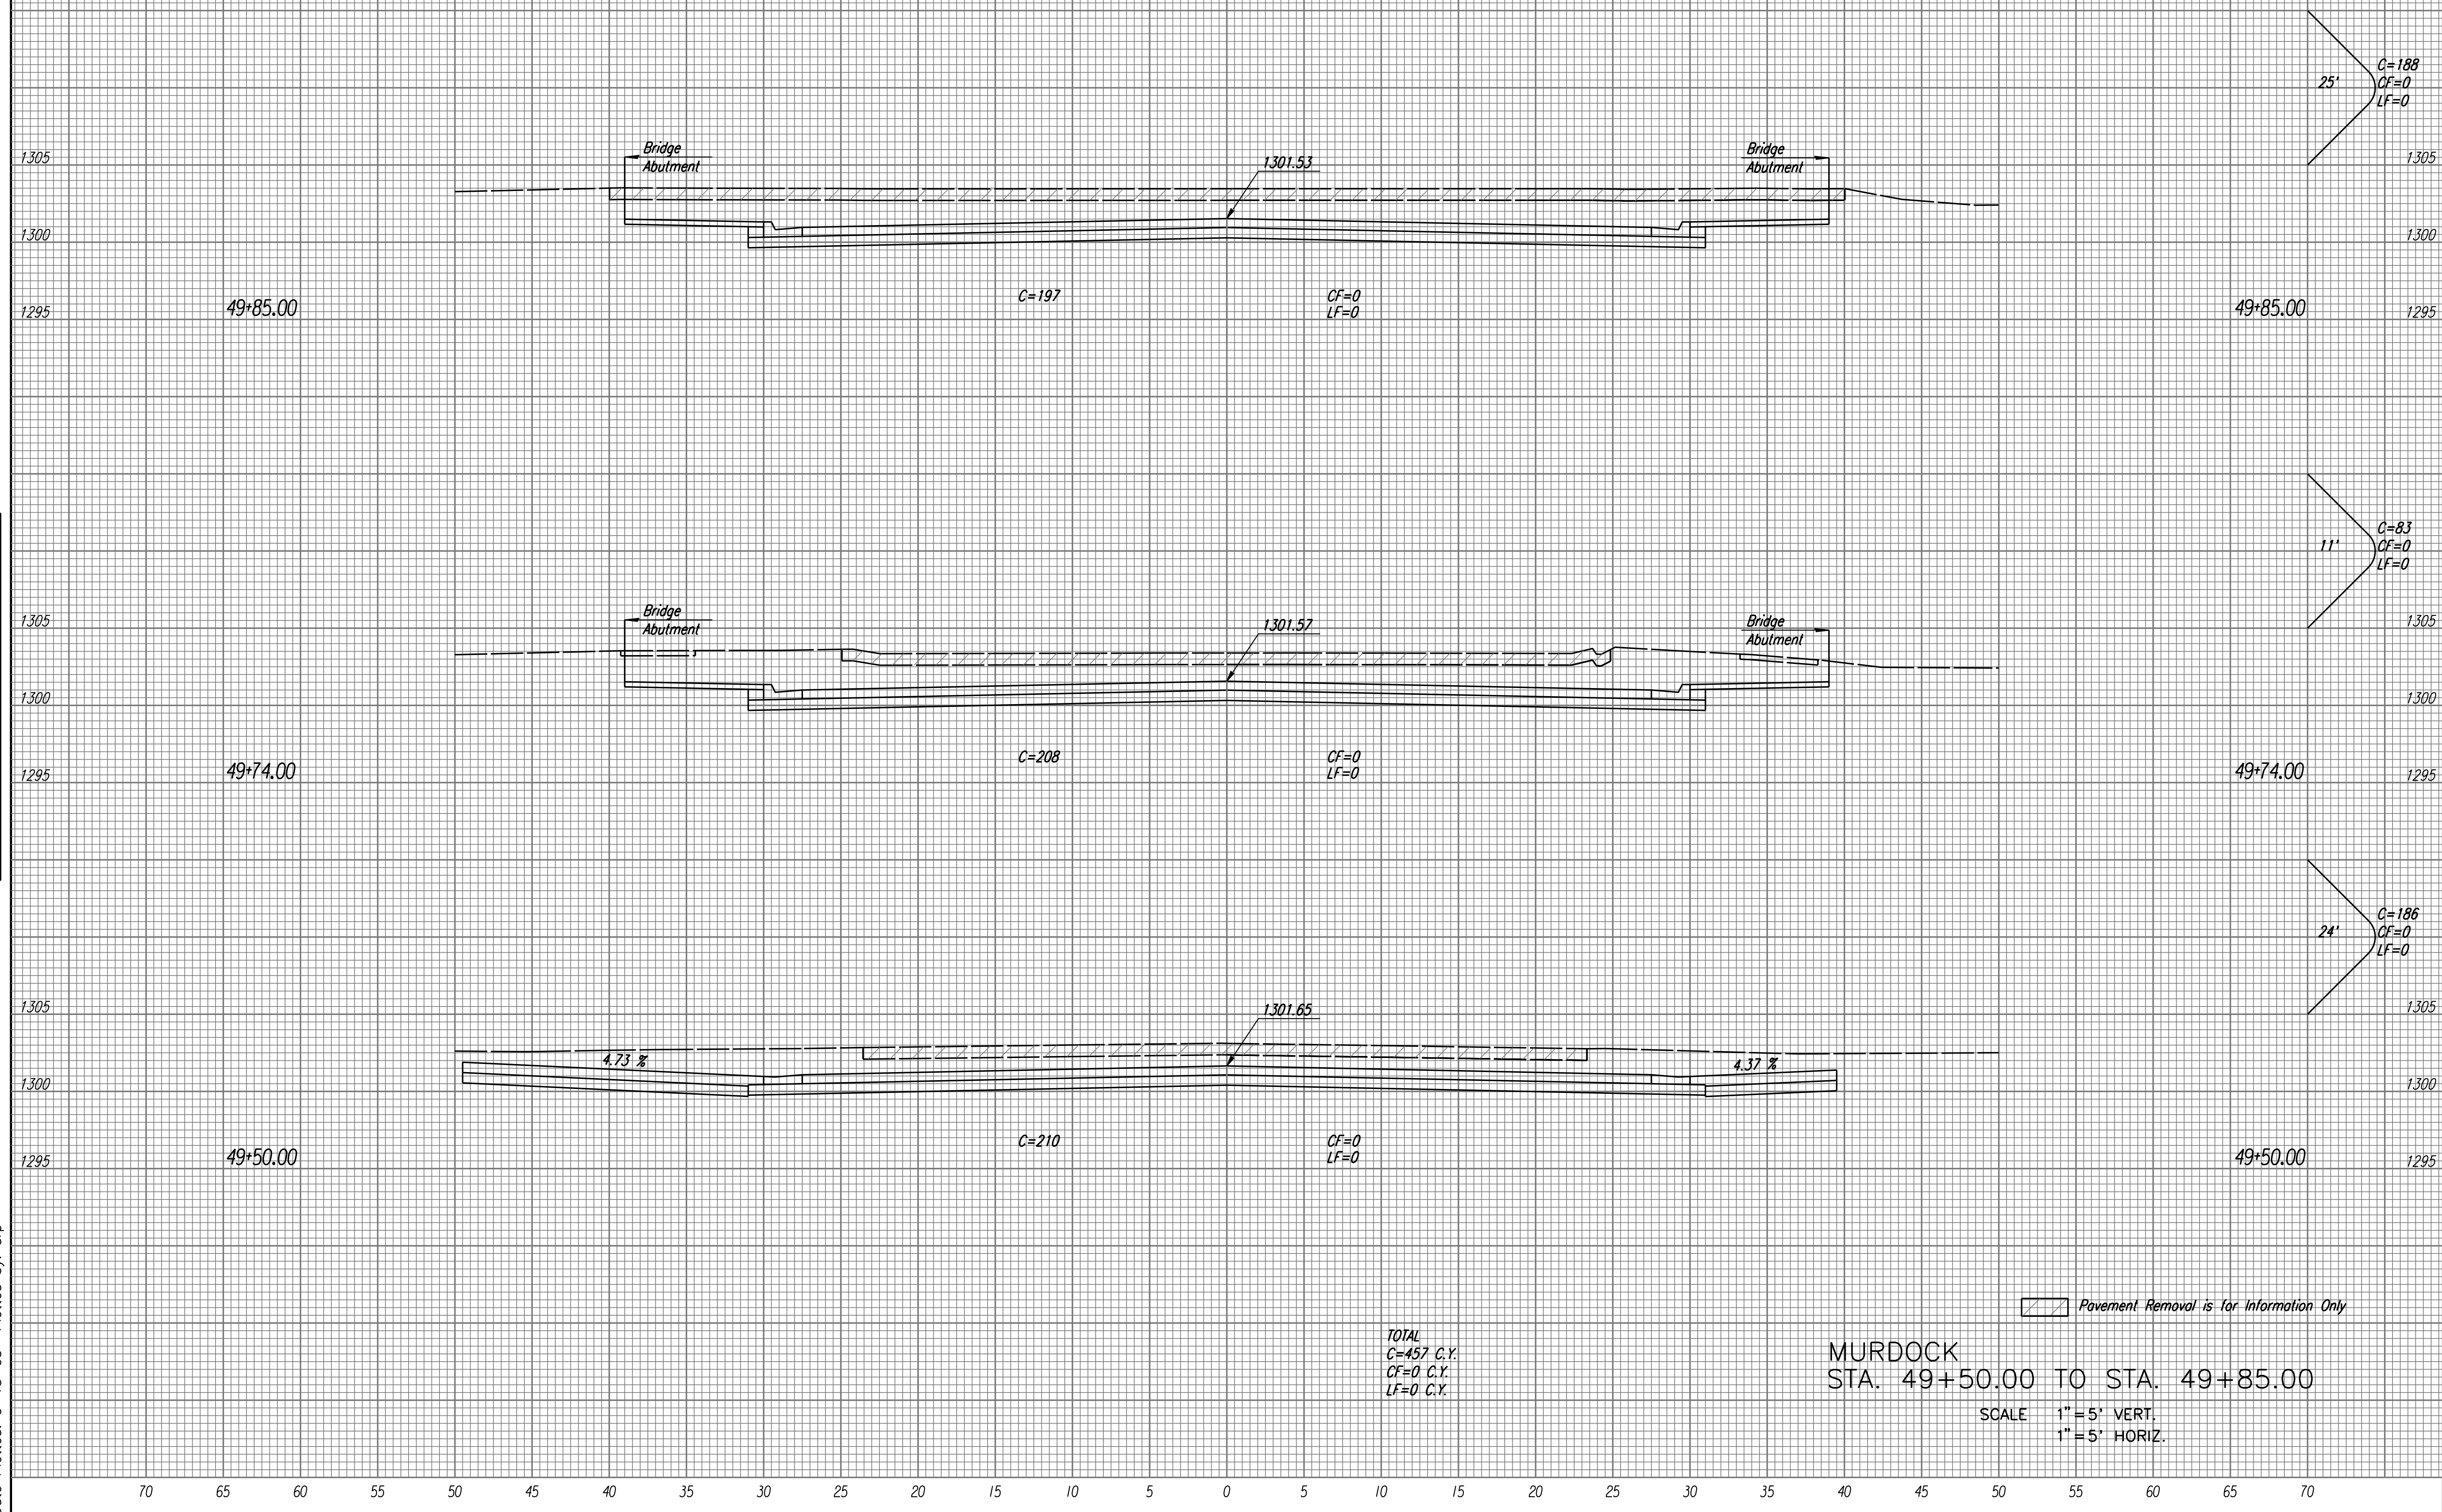 C=188
25' CF=0
LF=0
Bridge
Abutment
1301.53
Bridge
Abutment
1305 1305
1300 1300
C=197 CF=0
LF=0
49+85.00 49+85.00
1295 1295
C=83
11' CF=0
LF=0
Bridge
Abutment
1301.57
Bridge
Abutment
1305 1305
1300 1300
C=208 CF=0
LF=0
49+74.00 49+74.00
1295 1295
C=186
24' CF=0
LF=0
1305 1301.65 1305
4.73 % 4.37 %
1300 1300
C=210 CF=0
LF=0
49+50.00 49+50.00
1295 1295
Pavement Removal is for Information Only
TOTAL
C=457 C.Y.
CF=0 C.Y.
LF=0 C.Y.
MURDOCK
STA. 49+50.00 TO STA. 49+85.00
SCALE 1"=5' VERT.
1"=5' HORIZ.
70 65 60 55 50 45 40 35 30 25 20 15 10 5 0 5 10 15 20 25 30 35 40 45 50 55 60 65 70